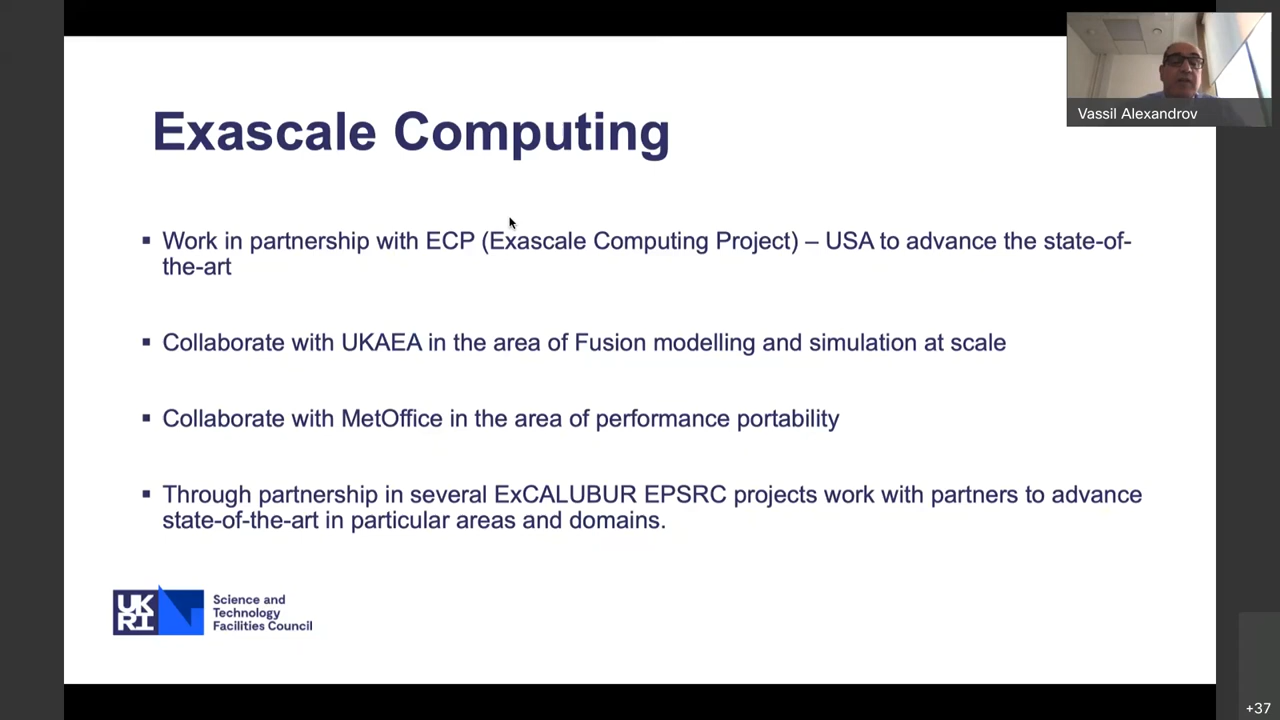 Vassil Alexandrov
Exascale Computing
▪ Work in partnership with ECP (Exascale Computing Project) – USA to advance the state-of-
the-art
▪ Collaborate with UKAEA in the area of Fusion modelling and simulation at scale
▪ Collaborate with MetOffice in the area of performance portability
▪ Through partnership in several ExCALUBUR EPSRC projects work with partners to advance
state-of-the-art in particular areas and domains.
UK
RI
Science and
Technology
Facilities Council
+37